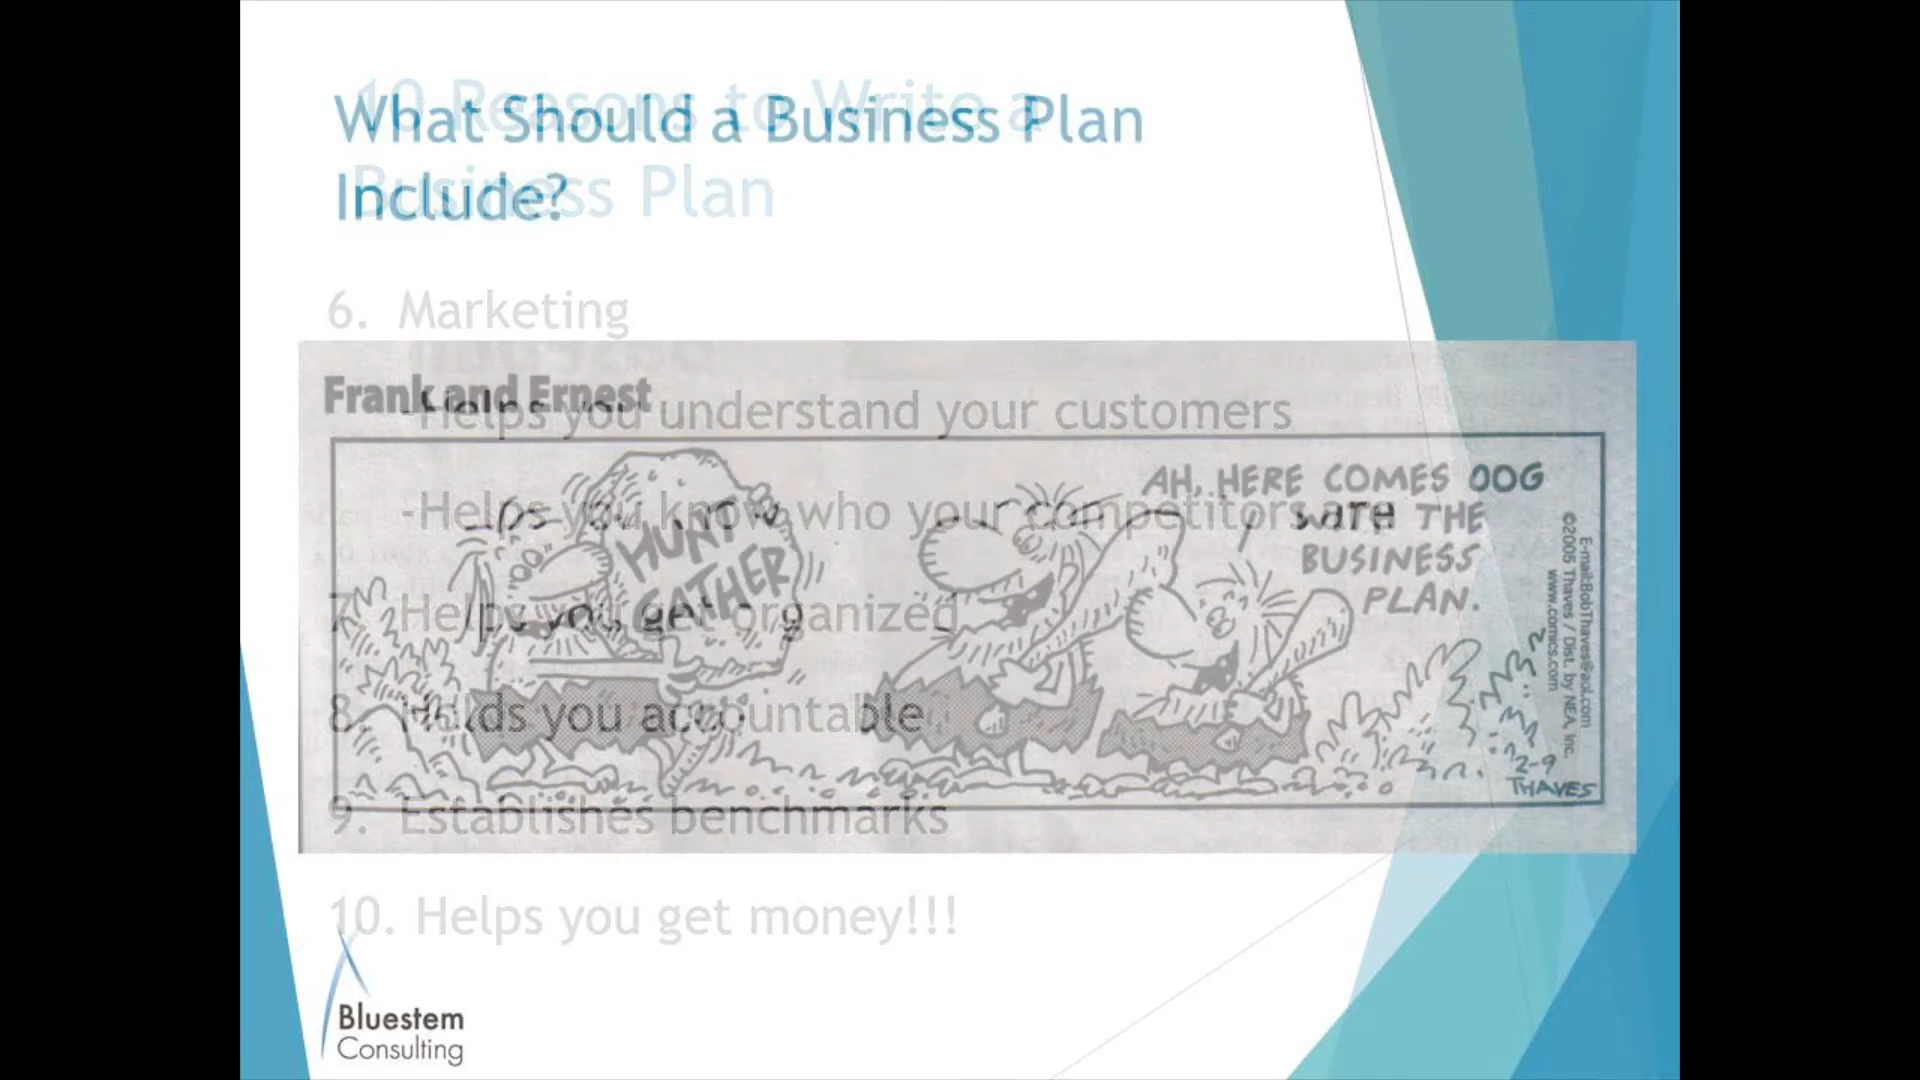 10 Reasons to Write a
Business Plan
What Should a Business Plan
Include?
6. Marketing
-Helps you understand your customers
-Helps you know who your competitors are
7. Helps you get organized
8. Holds you accountable
9. Establishes benchmarks
10. Helps you get money!!!
Frank and Ernest
HUNT
GATHER
AH, HERE COMES OOG
WITH THE
BUSINESS
PLAN.
E-mail:BobThaves@aol.com
©2005 Thaves / Dist. by NEA, Inc.
www.comics.com
2-9
THAVES
Bluestem
Consulting